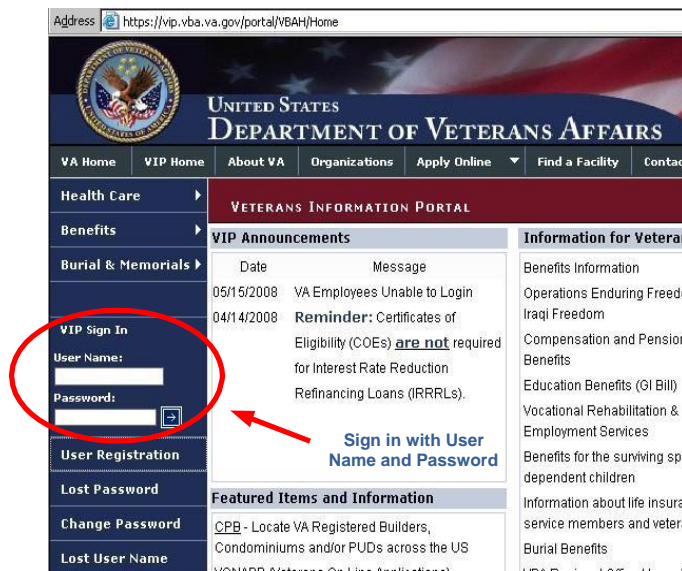 Address https://vip.vba.va.gov/portal/VBAH/Home
UNITED STATES
DEPARTMENT OF VETERANS AFFAIRS
VA Home VIP Home About VA Organizations Apply Online Find a Facility Contac
Health Care
Benefits
Burial & Memorials
VIP Sign In
User Name:
Password:
User Registration
Lost Password
Change Password
Lost User Name
VETERANS INFORMATION PORTAL
VIP Announcements
Date Message
05/15/2008 VA Employees Unable to Login
04/14/2008 Reminder: Certificates of
Eligibility (COEs) are not required
for Interest Rate Reduction
Refinancing Loans (IRRRLs).
Sign in with User
Name and Password
Featured Items and Information
CPB - Locate VA Registered Builders,
Condominiums and/or PUDs across the US
Information for Veteran
Benefits Information
Operations Enduring Freed
Iraqi Freedom
Compensation and Pension
Benefits
Education Benefits (GI Bill)
Vocational Rehabilitation &
Employment Services
Benefits for the surviving sp
dependent children
Information about life insura
service members and vetera
Burial Benefits